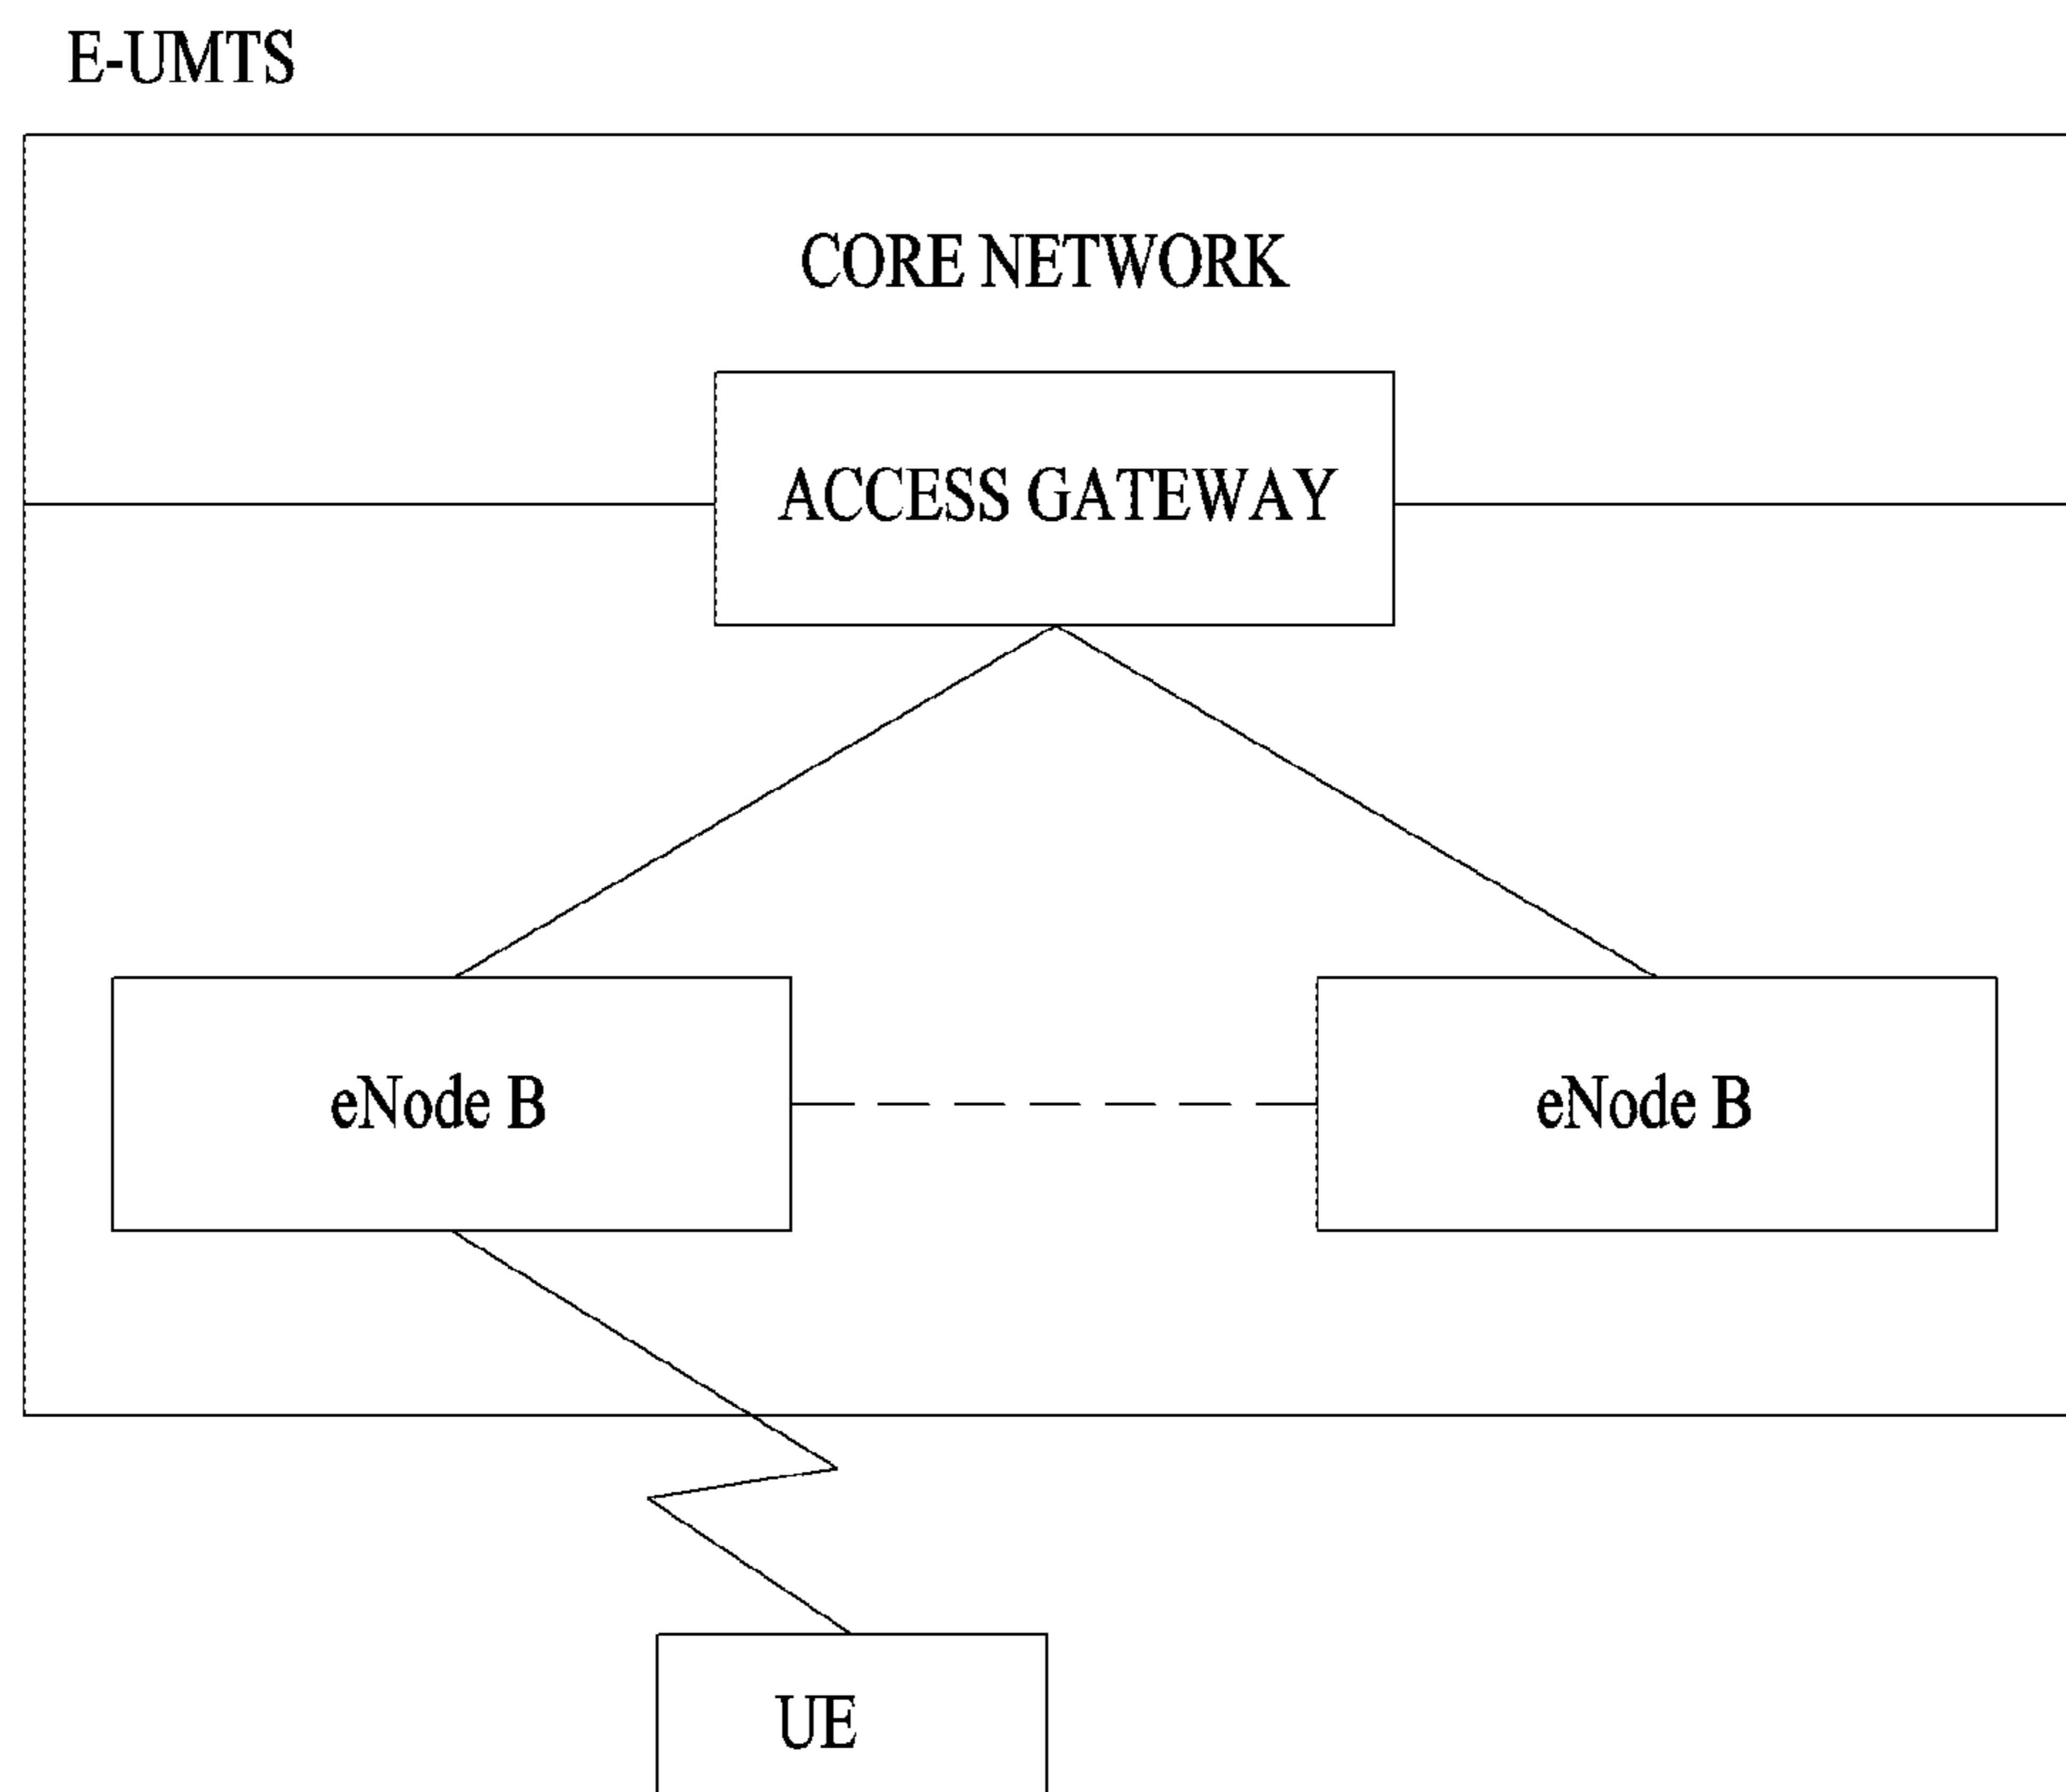 E-UMTS
CORE NETWORK
ACCESS GATEWAY
eNode B
eNode B
UE